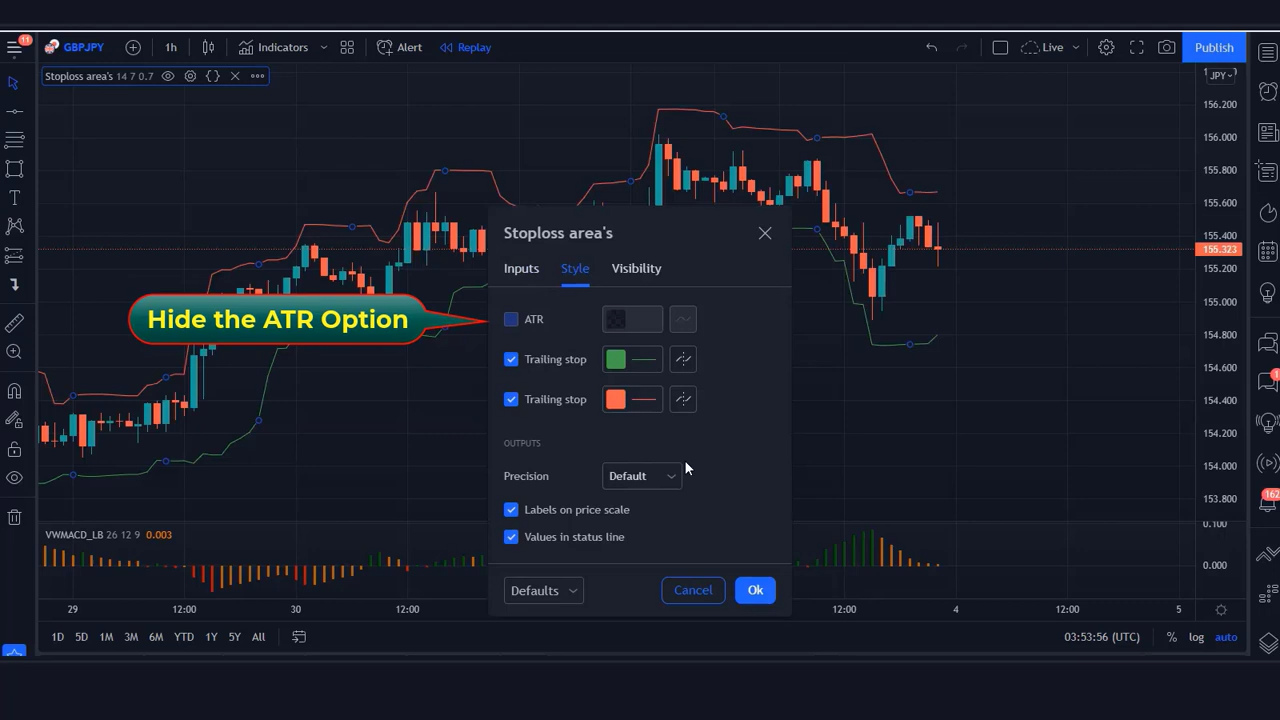 11
GBPJPY
1h
Indicators
Alert
Replay
Live
Publish
Stoploss area's 14 7 0.7
JPY
156.200
156.000
155.800
155.600
155.400
155.323
155.200
155.000
154.800
154.600
154.400
154.200
154.000
153.800
Hide the ATR Option
Stoploss area's
Inputs
Style
Visibility
ATR
Trailing stop
Trailing stop
OUTPUTS
Precision
Default
Labels on price scale
Values in status line
Defaults
Cancel
Ok
VWMACD_LB 26 12 9 0.003
0.100
0.000
29
12:00
30
12:00
12:00
4
12:00
5
1D
5D
1M
3M
6M
YTD
1Y
5Y
All
03:53:56 (UTC)
%
log
auto
162